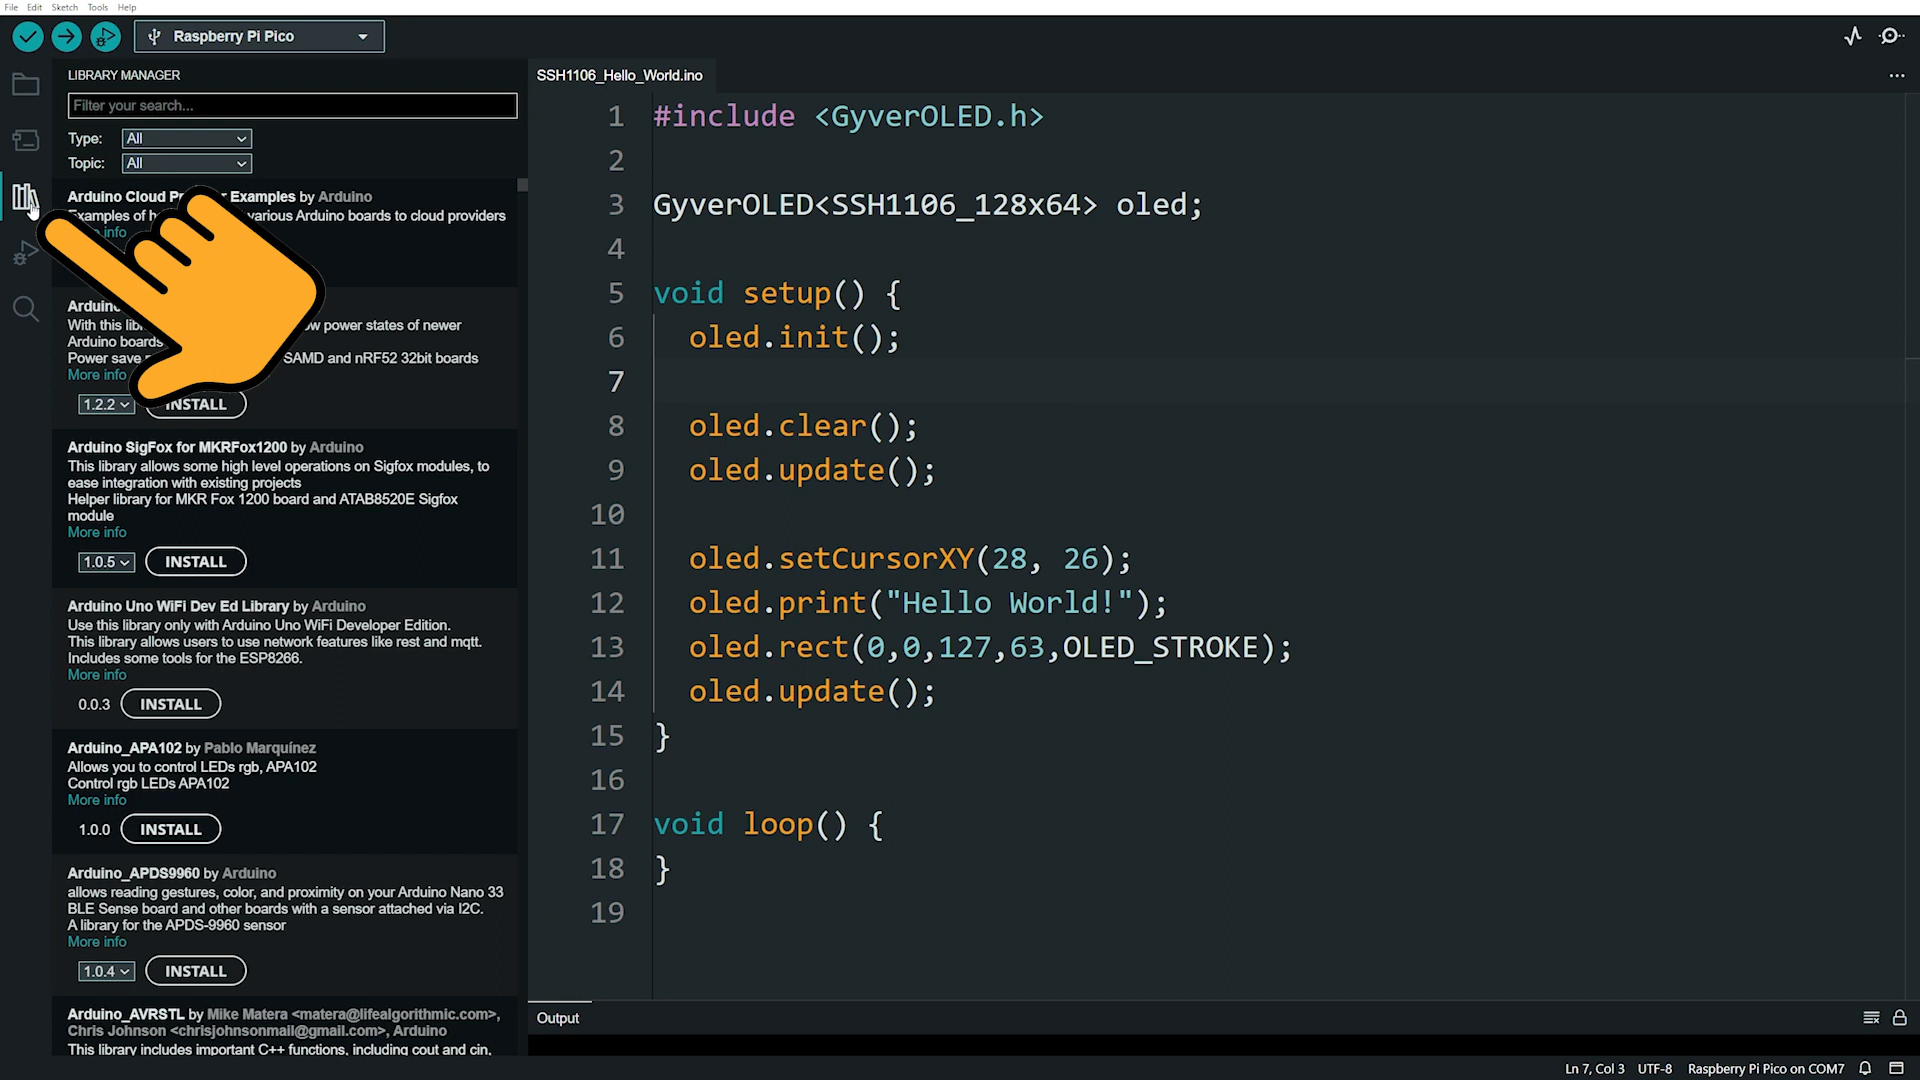 File Edit Sketch Tools Help
Raspberry Pi Pico
LIBRARY MANAGER
Filter your search...
Type: All
Topic: All
Arduino Cloud Examples by Arduino
Examples of various Arduino boards to cloud providers
info
Arduino
With this power states of newer
Arduino boards
Power save SAMD and nRF52 32bit boards
More info
1.2.2 INSTALL
Arduino SigFox for MKRFox1200 by Arduino
This library allows some high level operations on Sigfox modules, to
ease integration with existing projects
Helper library for MKR Fox 1200 board and ATAB8520E Sigfox
module
More info
1.0.5 INSTALL
Arduino Uno WiFi Dev Ed Library by Arduino
Use this library only with Arduino Uno WiFi Developer Edition.
This library allows users to use network features like rest and mqtt.
Includes some tools for the ESP8266.
More info
0.0.3 INSTALL
Arduino_APA102 by Pablo Marquínez
Allows you to control LEDs rgb, APA102
Control rgb LEDs APA102
More info
1.0.0 INSTALL
Arduino_APDS9960 by Arduino
allows reading gestures, color, and proximity on your Arduino Nano 33
BLE Sense board and other boards with a sensor attached via I2C.
A library for the APDS-9960 sensor
More info
1.0.4 INSTALL
Arduino_AVRSTL by Mike Matera <matera@lifealgorithmic.com>,
Chris Johnson <chrisjohnsonmail@gmail.com>, Arduino
This library includes important C++ functions, including cout and cin,
SSH1106_Hello_World.ino
1 #include <GyverOLED.h>
2
3 GyverOLED<SSH1106_128x64> oled;
4
5 void setup() {
6 oled.init();
7
8 oled.clear();
9 oled.update();
10
11 oled.setCursorXY(28, 26);
12 oled.print("Hello World!");
13 oled.rect(0,0,127,63,OLED_STROKE);
14 oled.update();
15 }
16
17 void loop() {
18 }
19
Output
Ln 7, Col 3 UTF-8 Raspberry Pi Pico on COM7